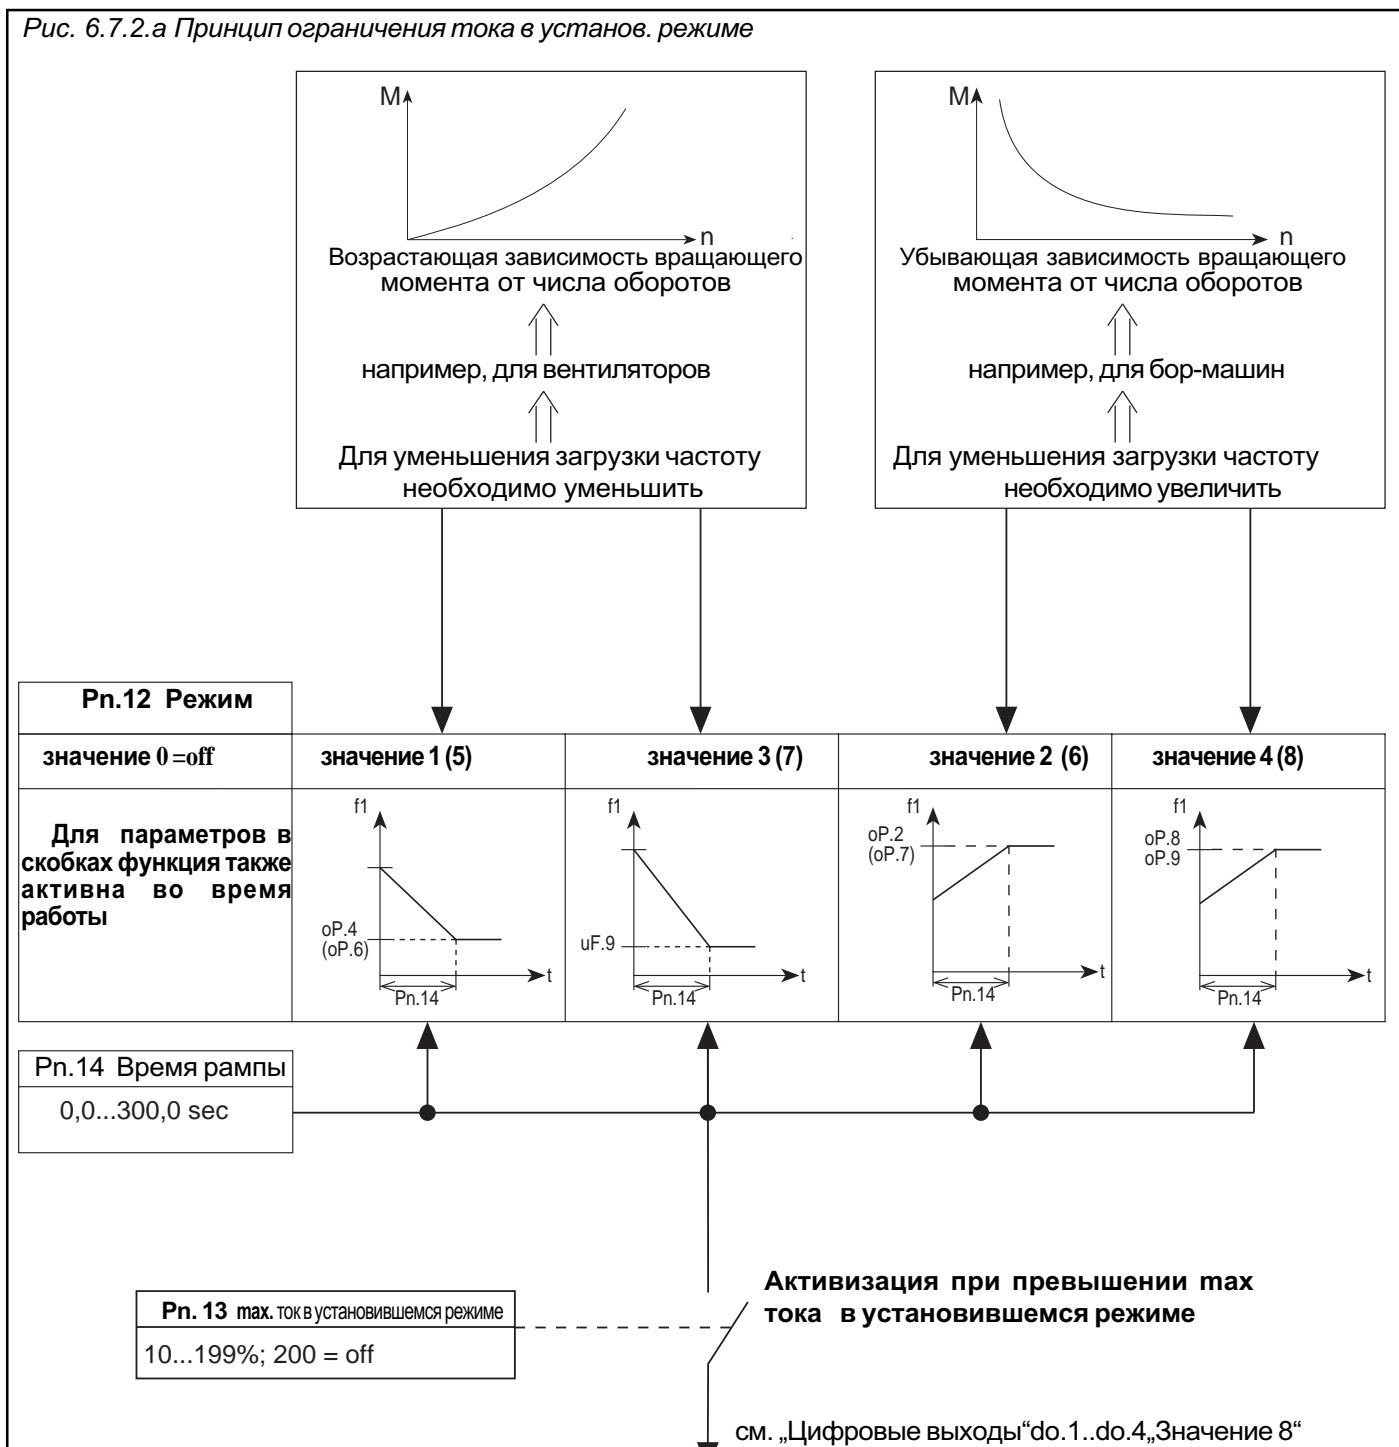 Рис. 6.7.2.а Принцип ограничения тока в установ. режиме
M
n
Возрастающая зависимость вращающего
момента от числа оборотов
например, для вентиляторов
Для уменьшения загрузки частоту
необходимо уменьшить
M
n
Убывающая зависимость вращающего
момента от числа оборотов
например, для бор-машин
Для уменьшения загрузки частоту
необходимо увеличить
Pn.12 Режим
значение 0 =off
значение 1 (5)
значение 3 (7)
значение 2 (6)
значение 4 (8)
Для параметров в
скобках функция также
активна во время
работы
f1
oP.4
(oP.6)
t
Pn.14
f1
uF.9
t
Pn.14
f1
oP.2
(oP.7)
t
Pn.14
f1
oP.8
oP.9
t
Pn.14
Pn.14 Время рампы
0,0...300,0 sec
Активизация при превышении max
тока в установившемся режиме
Pn. 13 max. ток в установившемся режиме
10...199%; 200 = off
см. „Цифровые выходы“do.1..do.4„Значение 8“